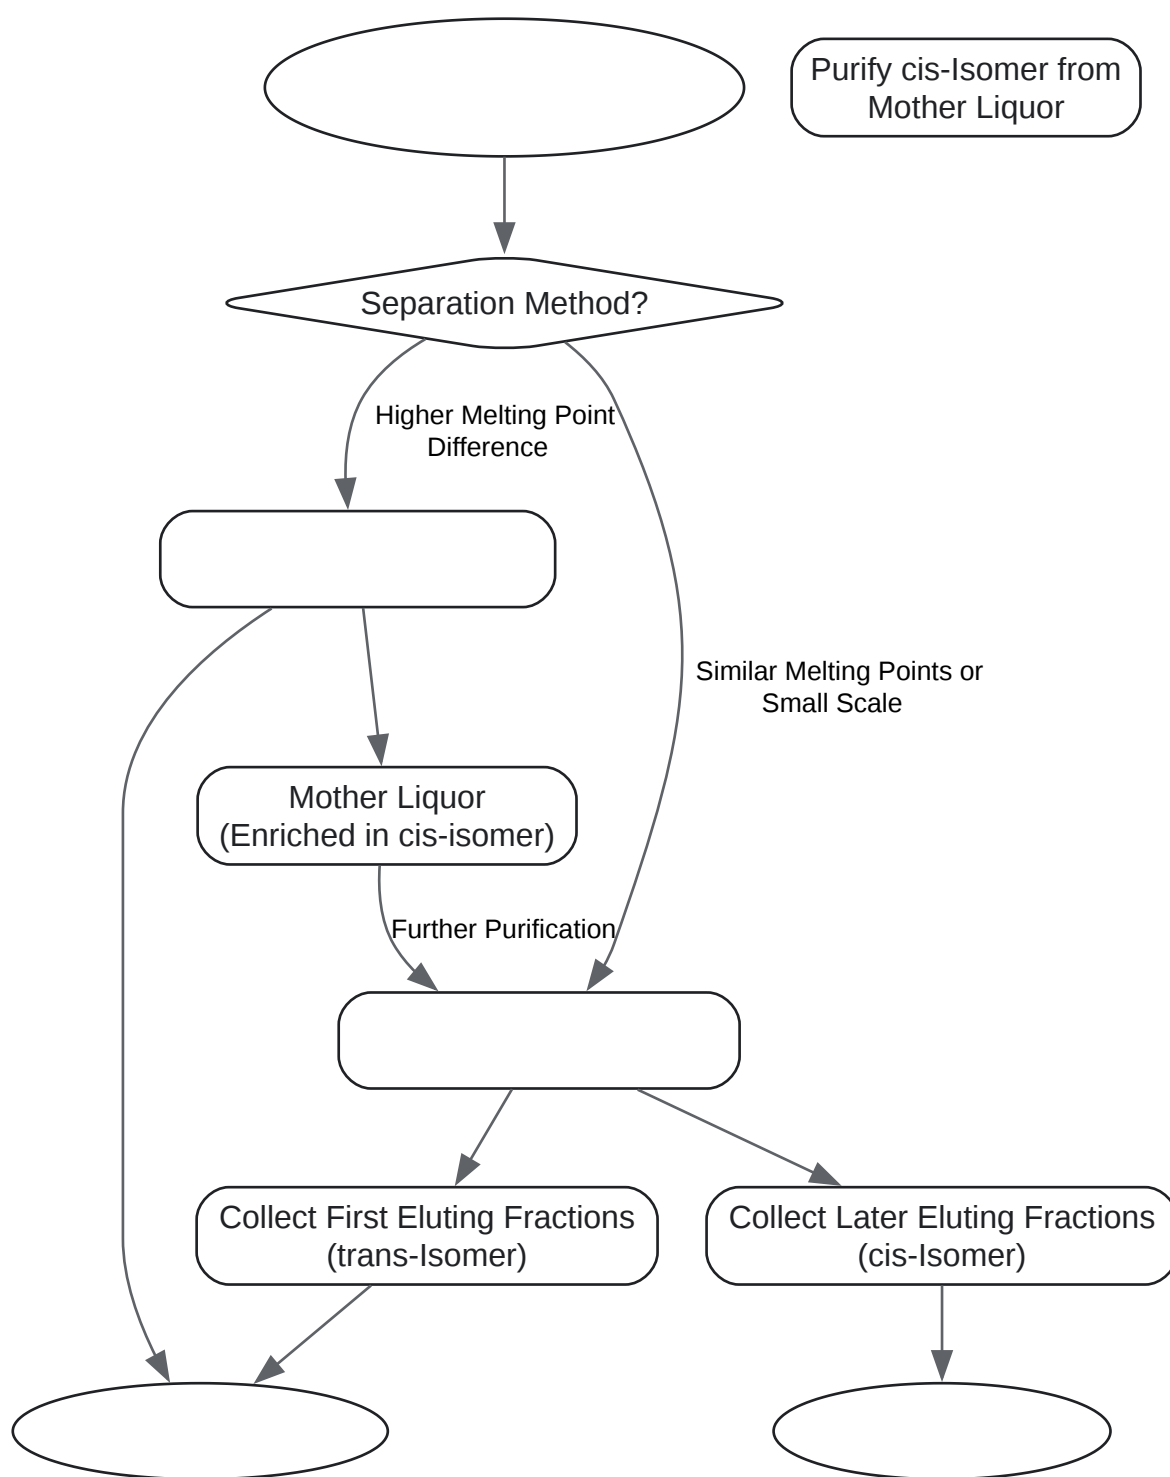 Purify cis-Isomer from
Mother Liquor
Separation Method?
Higher Melting Point
Difference
Similar Melting Points or
Small Scale
Mother Liquor
(Enriched in cis-isomer)
Further Purification
Collect First Eluting Fractions
(trans-Isomer)
Collect Later Eluting Fractions
(cis-Isomer)